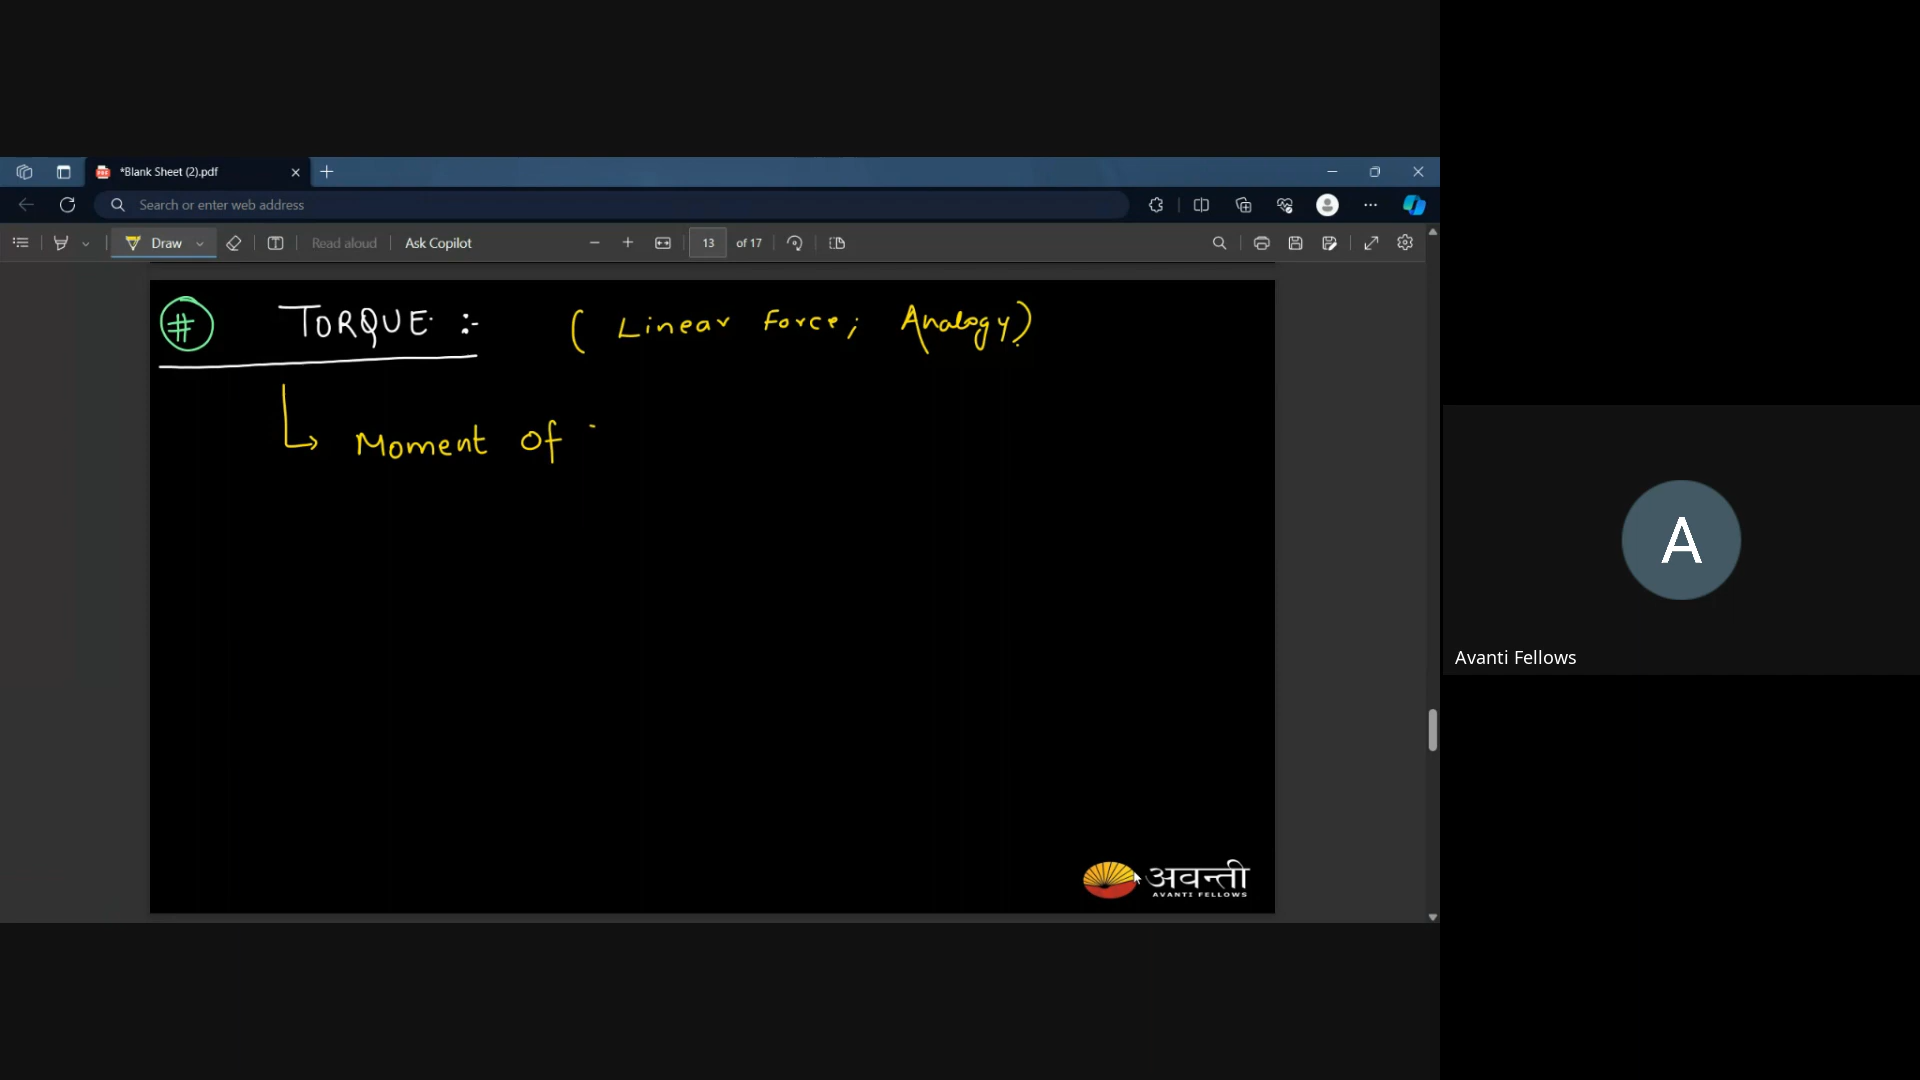 *Blank Sheet (2).pdf
Search or enter web address
Draw
Read aloud
Ask Copilot
13 of 17
# TORQUE :- ( Linear Force; Analogy)
Moment Of
अवन्ती
AVANTI FELLOWS
A
Avanti Fellows